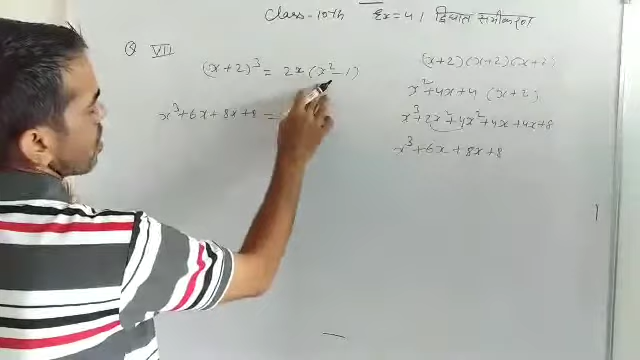 Class-10th Ex=4.1 द्विघात समीकरण
Q VII
(x+2)³ = 2x(x²-1)
x³+6x+8x+8 =
(x+2)(x+2)(x+2)
x²+4x+4 (x+2)
x³+2x²+4x²+4x+4x+8
x³+6x+8x+8